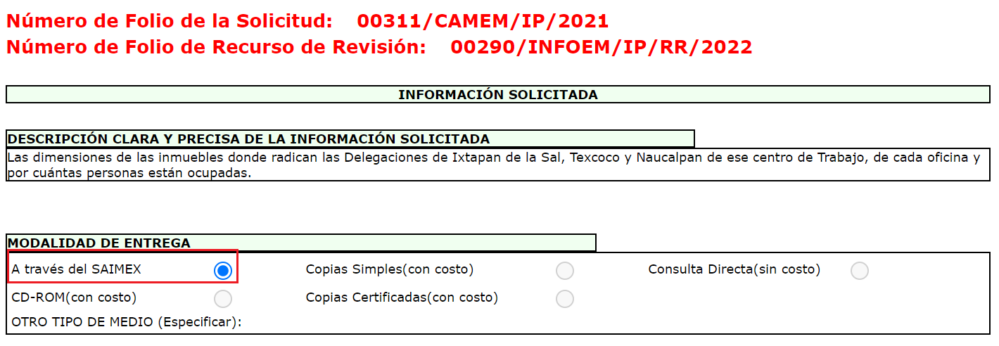 Número de Folio de la Solicitud: 00311/CAMEM/IP/2021
Número de Folio de Recurso de Revisión: 00290/INFOEM/IP/RR/2022
INFORMACIÓN SOLICITADA
DESCRIPCIÓN CLARA Y PRECISA DE LA INFORMACIÓN SOLICITADA
Las dimensiones de las inmuebles donde radican las Delegaciones de Ixtapan de la Sal, Texcoco y Naucalpan de ese centro de Trabajo, de cada oficina y
por cuántas personas están ocupadas.
MODALIDAD DE ENTREGA
A través del SAIMEX Copias Simples(con costo) Consulta Directa(sin costo)
CD-ROM(con costo) Copias Certificadas(con costo)
OTRO TIPO DE MEDIO (Especificar):